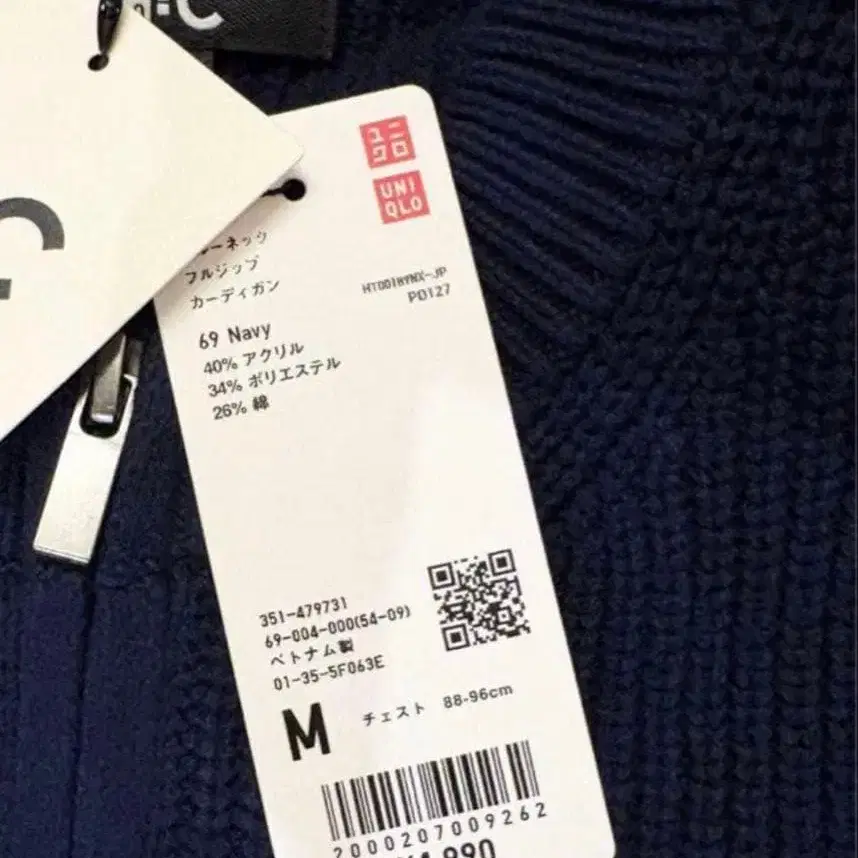 :C
C
ユニ
クロ
UNI
QLO
ーネック
フルジップ
カーディガン
HT0018YNX-JP
P0127
69 Navy
40% アクリル
34% ポリエステル
26% 綿
351-479731
69-004-000(54-09)
ベトナム製
01-35-5F063E
M チェスト 88-96cm
2000207009262
990